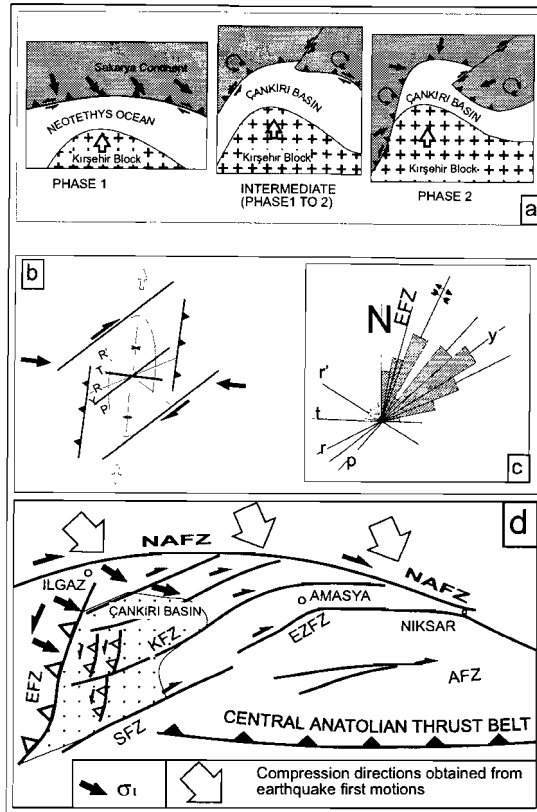 Sakarya Continent
NEOTETHYS OCEAN
Kırşehir Block
PHASE 1
ÇANKIRI BASIN
Kırşehir Block
INTERMEDIATE
(PHASE1 TO 2)
ÇANKIRI BASIN
Kırşehir Block
PHASE 2
a
b
R'
T
R
Y
P
N
EFZ
y
r'
t
r
p
c
d
NAFZ
NAFZ
ILGAZ
ÇANKIRI BASIN
AMASYA
NIKSAR
KFZ
EZFZ
EFZ
SFZ
AFZ
CENTRAL ANATOLIAN THRUST BELT
σ1
Compression directions obtained from
earthquake first motions